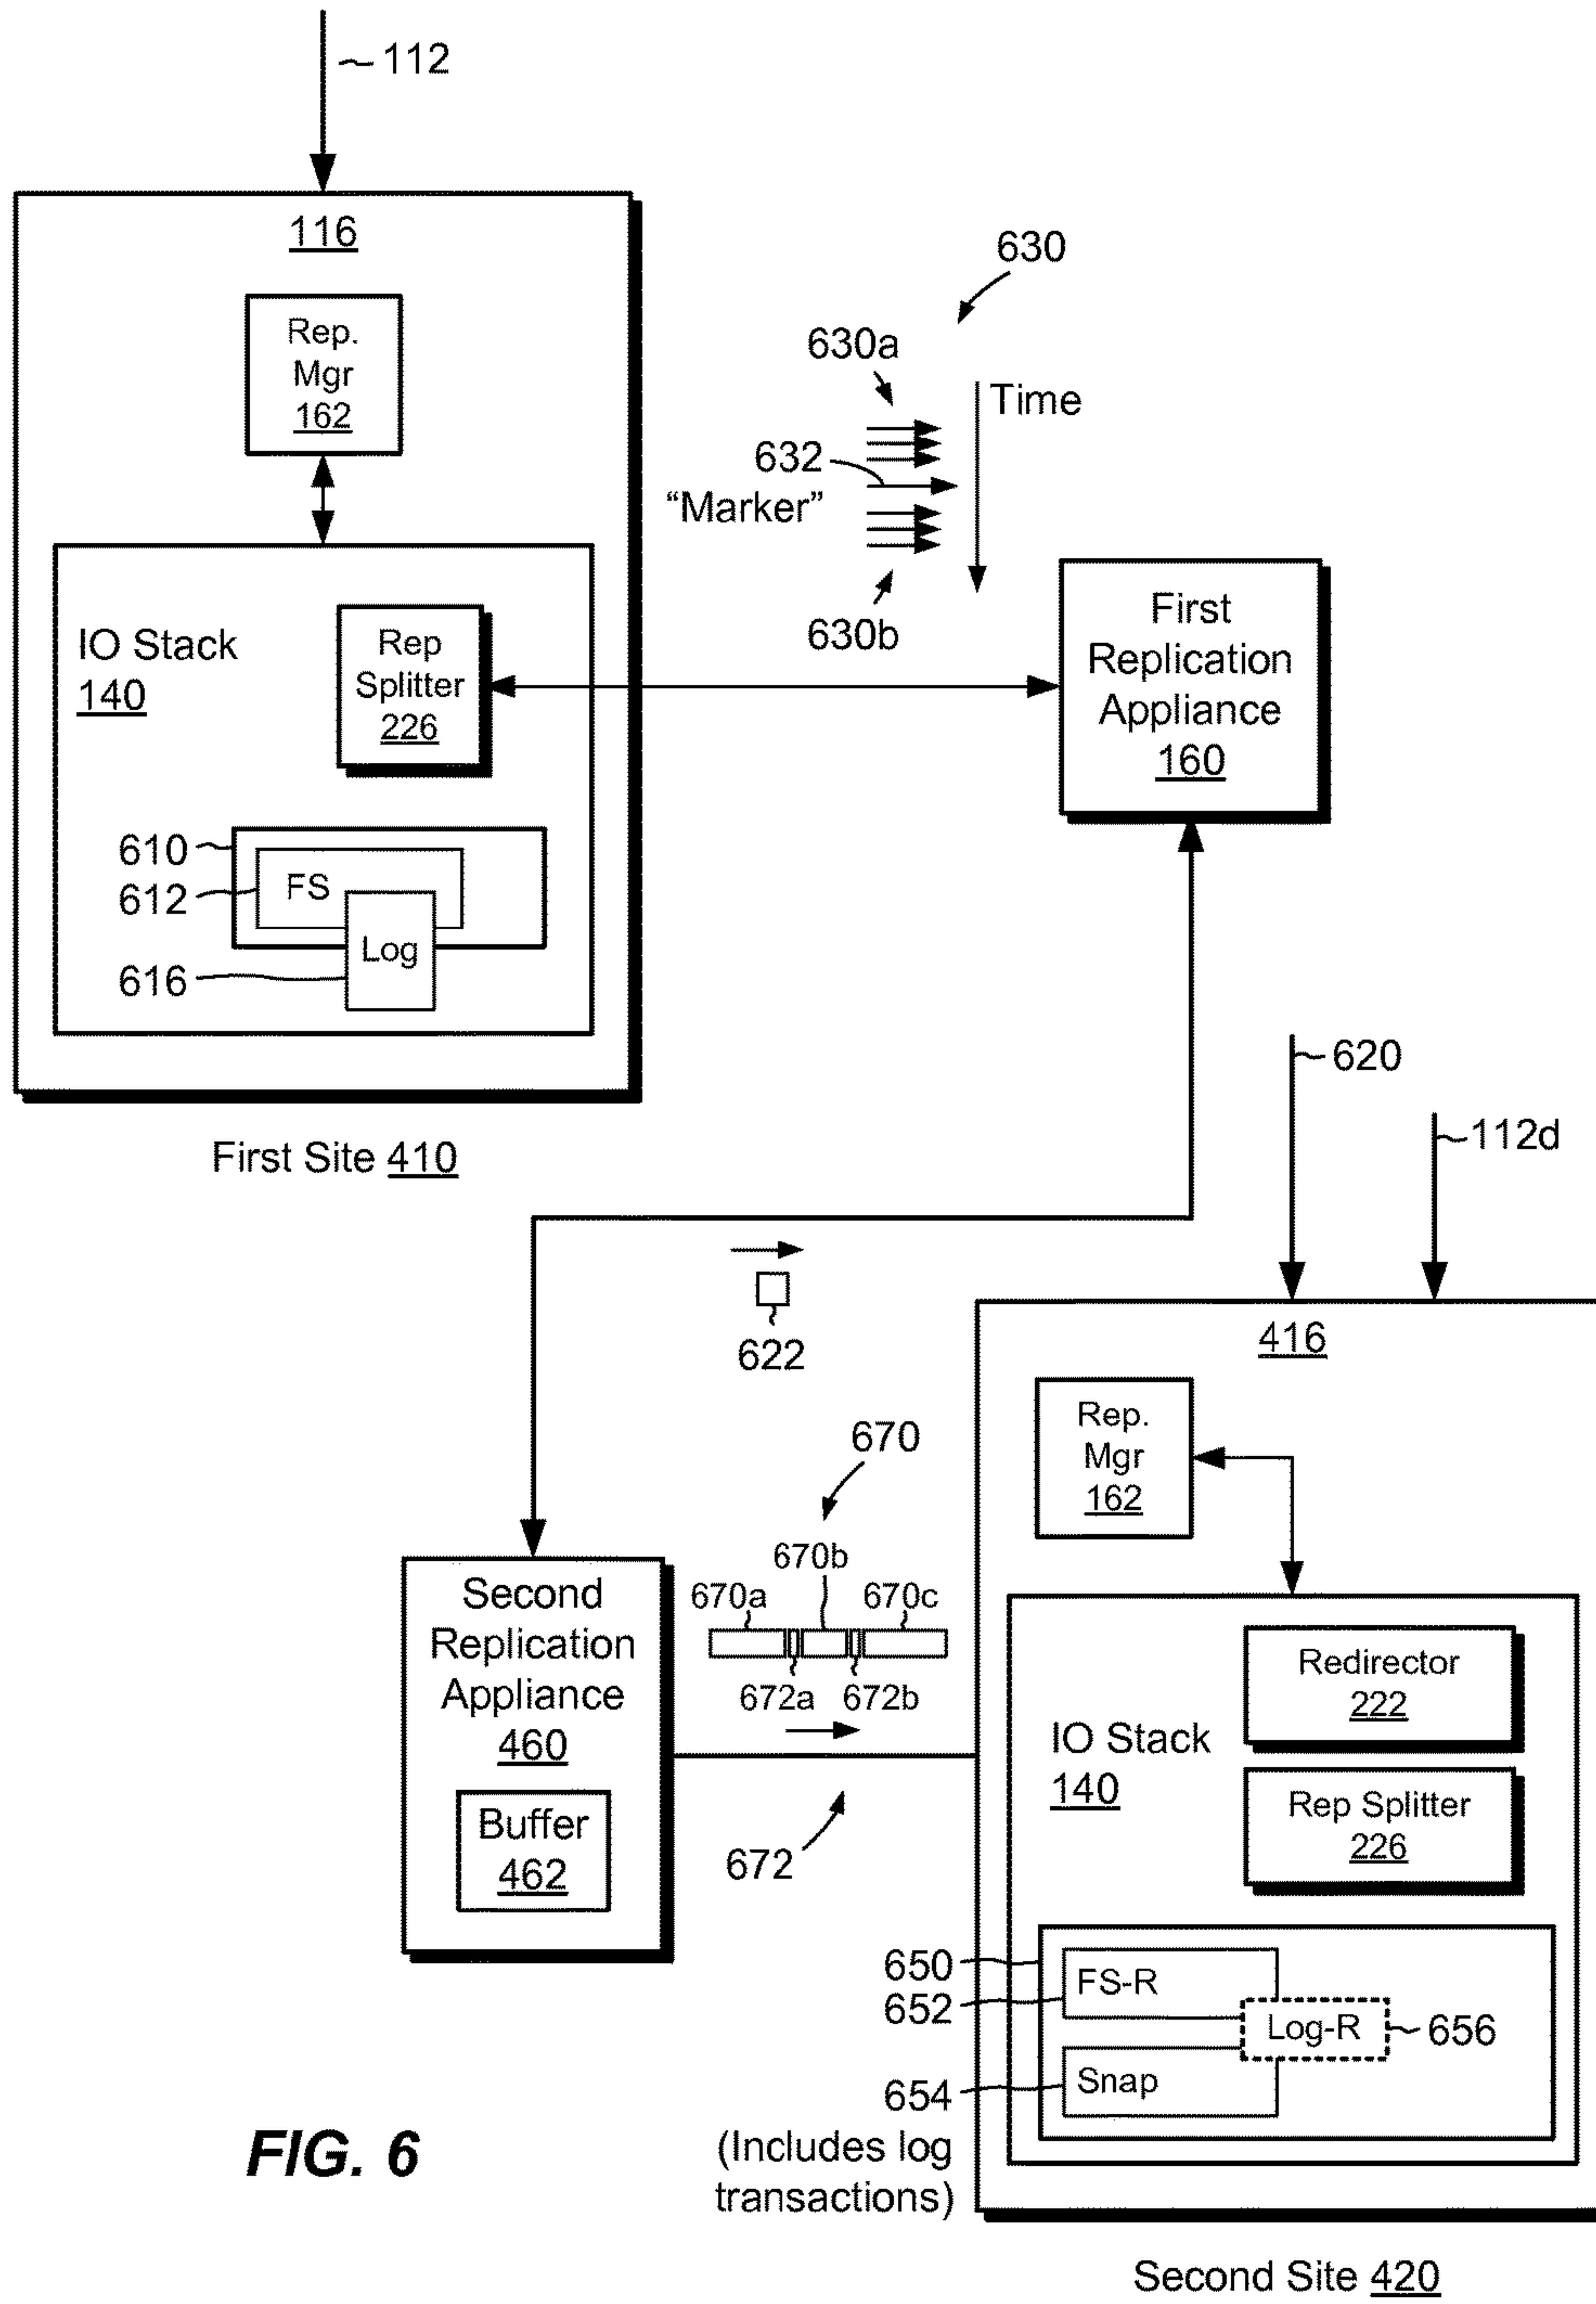 112
116
Rep.
Mgr
162
630
630a
Time
632
"Marker"
630b
IO Stack
140
Rep
Splitter
226
First
Replication
Appliance
160
610
612
FS
Log
616
First Site 410
620
112d
622
416
Rep.
Mgr
162
670
670b
670a
670c
672a
672b
672
Second
Replication
Appliance
460
Buffer
462
Redirector
222
IO Stack
140
Rep Splitter
226
650
FS-R
652
Log-R
656
654
Snap
(Includes log
transactions)
FIG. 6
Second Site 420